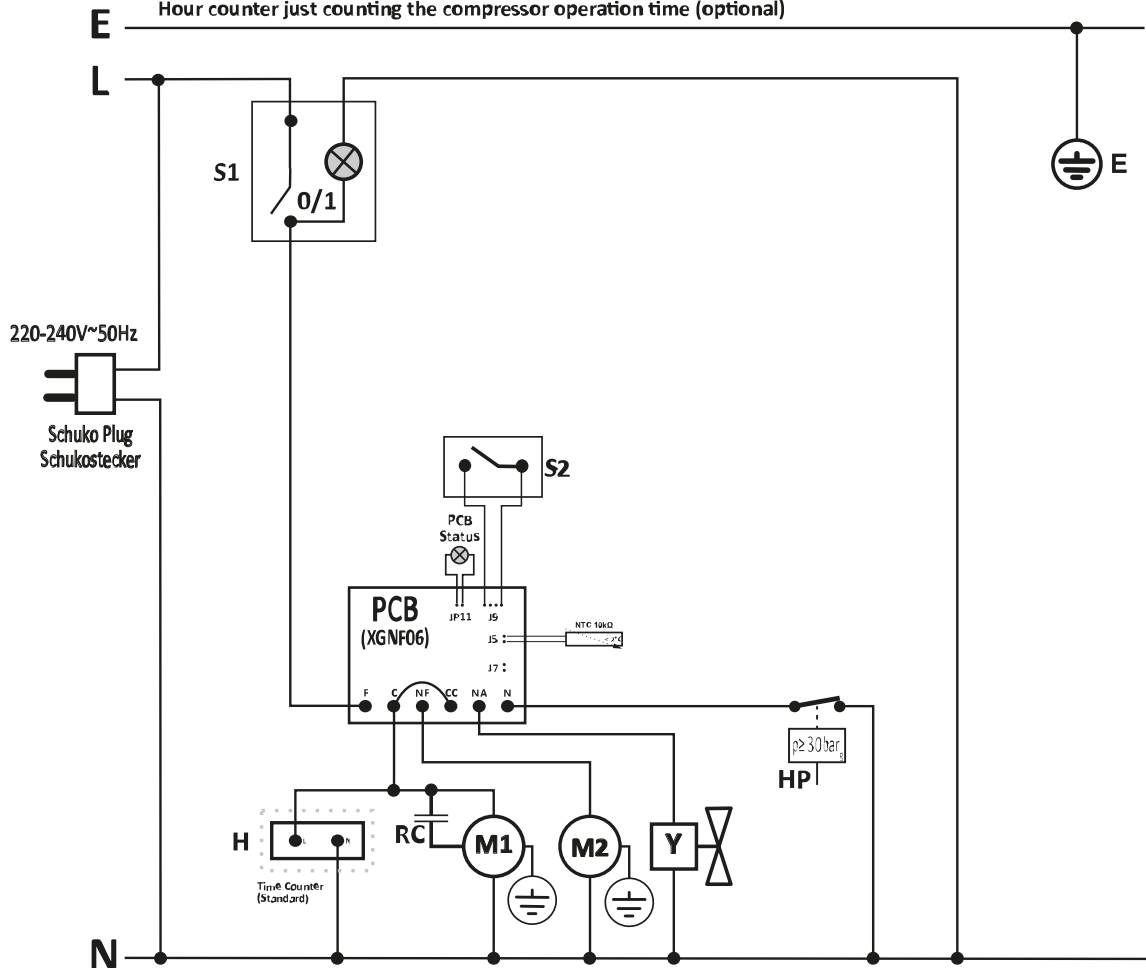 Hour counter just counting the compressor operation time (optional)
E
L
S1
0/1
E
220-240V~50Hz
Schuko Plug
Schukostecker
S2
PCB
Status
PCB
(XGNF06)
JP11
J9
J5
NTC 10kΩ
J7
F C NF CC NA N
p≥30bar
HP
H
L
N
RC
M1
M2
Y
Time Counter
(Standard)
N